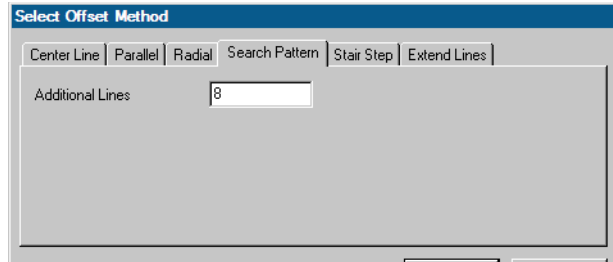 Select Offset Method
Center Line Parallel Radial Search Pattern Stair Step Extend Lines
Additional Lines 8